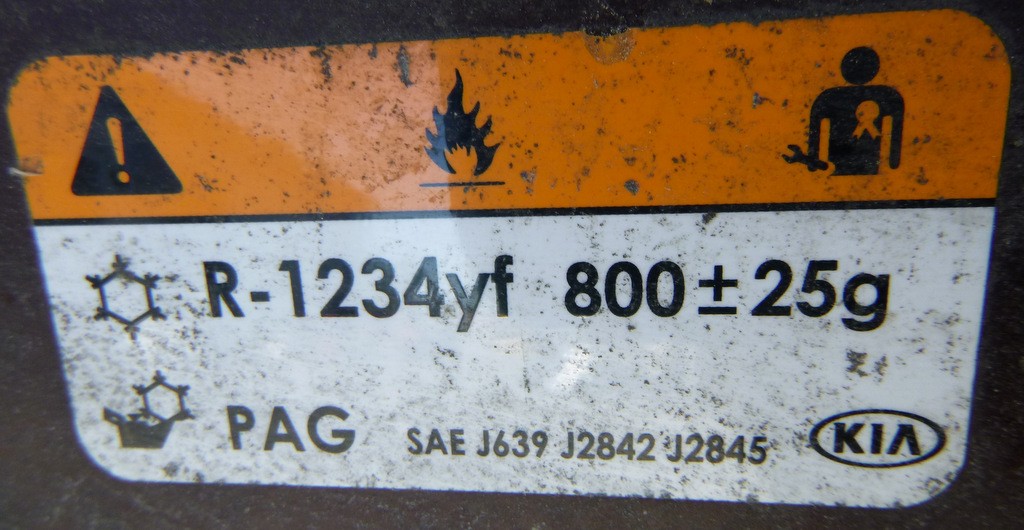 R-1234yf 800±25g
PAG SAE J639 J2842 J2845 KIA